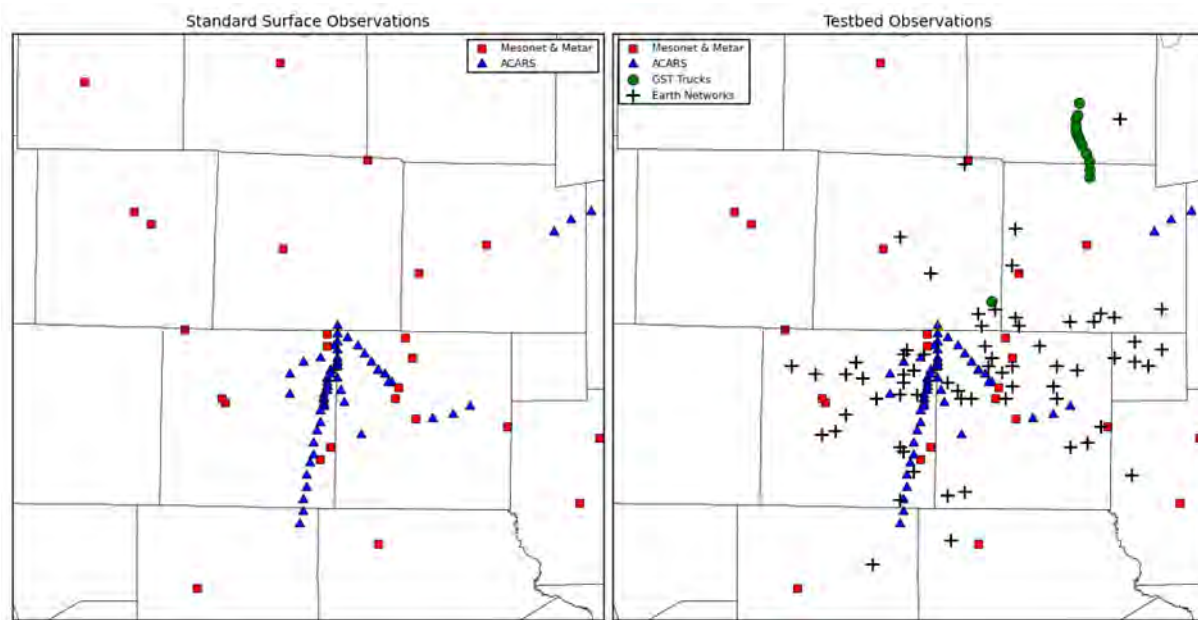 Standard Surface Observations
Mesonet & Metar
ACARS
Testbed Observations
Mesonet & Metar
ACARS
GST Trucks
Earth Networks